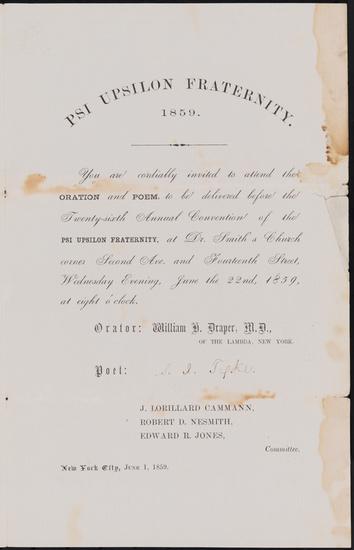 PSI UPSILON FRATERNITY.
1859.
You are cordially invited to attend the
ORATION and POEM, to be delivered before the
Twenty-sixth Annual Convention of the
PSI UPSILON FRATERNITY, at Dr. Smith's Church
corner Second Ave. and Fourteenth Street,
Wednesday Evening, June the 22nd, 1859,
at eight o'clock.
Orator: William H. Draper, M.D.,
OF THE LAMBDA, NEW YORK.
Poet:
J. LORILLARD CAMMANN,
ROBERT D. NESMITH,
EDWARD R. JONES,
Committee.
New York City, JUNE 1, 1859.